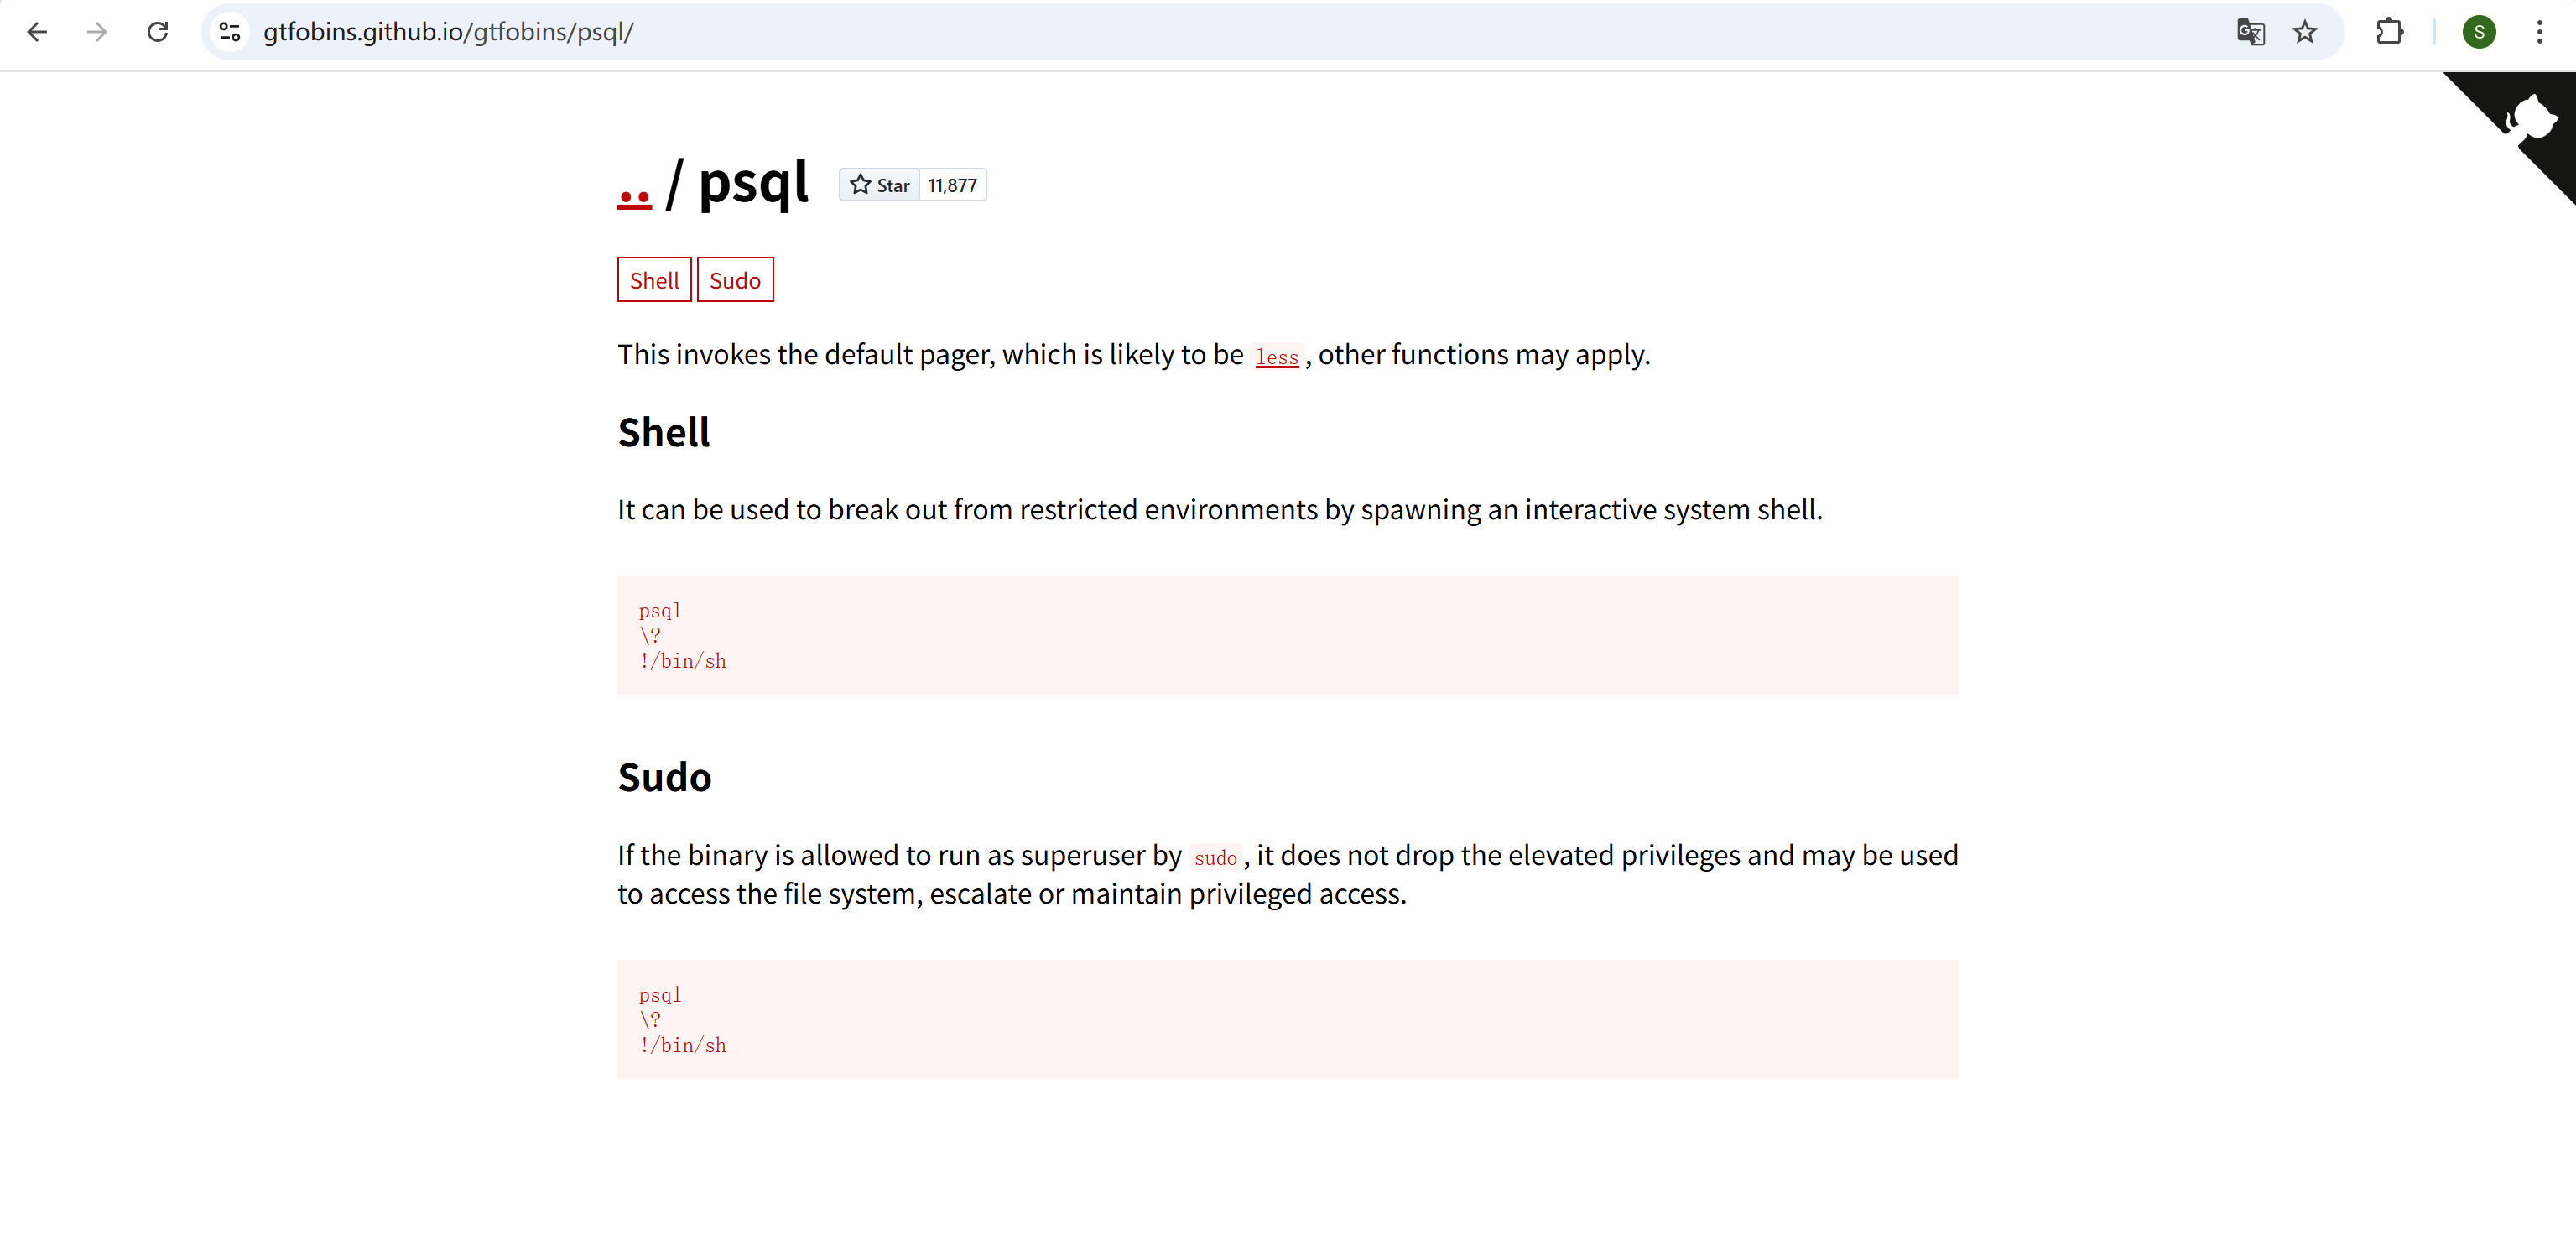 gtfobins.github.io/gtfobins/psql/
S
.. / psql
Star 11,877
Shell Sudo
This invokes the default pager, which is likely to be less, other functions may apply.
Shell
It can be used to break out from restricted environments by spawning an interactive system shell.
psql
\?
!/bin/sh
Sudo
If the binary is allowed to run as superuser by sudo, it does not drop the elevated privileges and may be used
to access the file system, escalate or maintain privileged access.
psql
\?
!/bin/sh